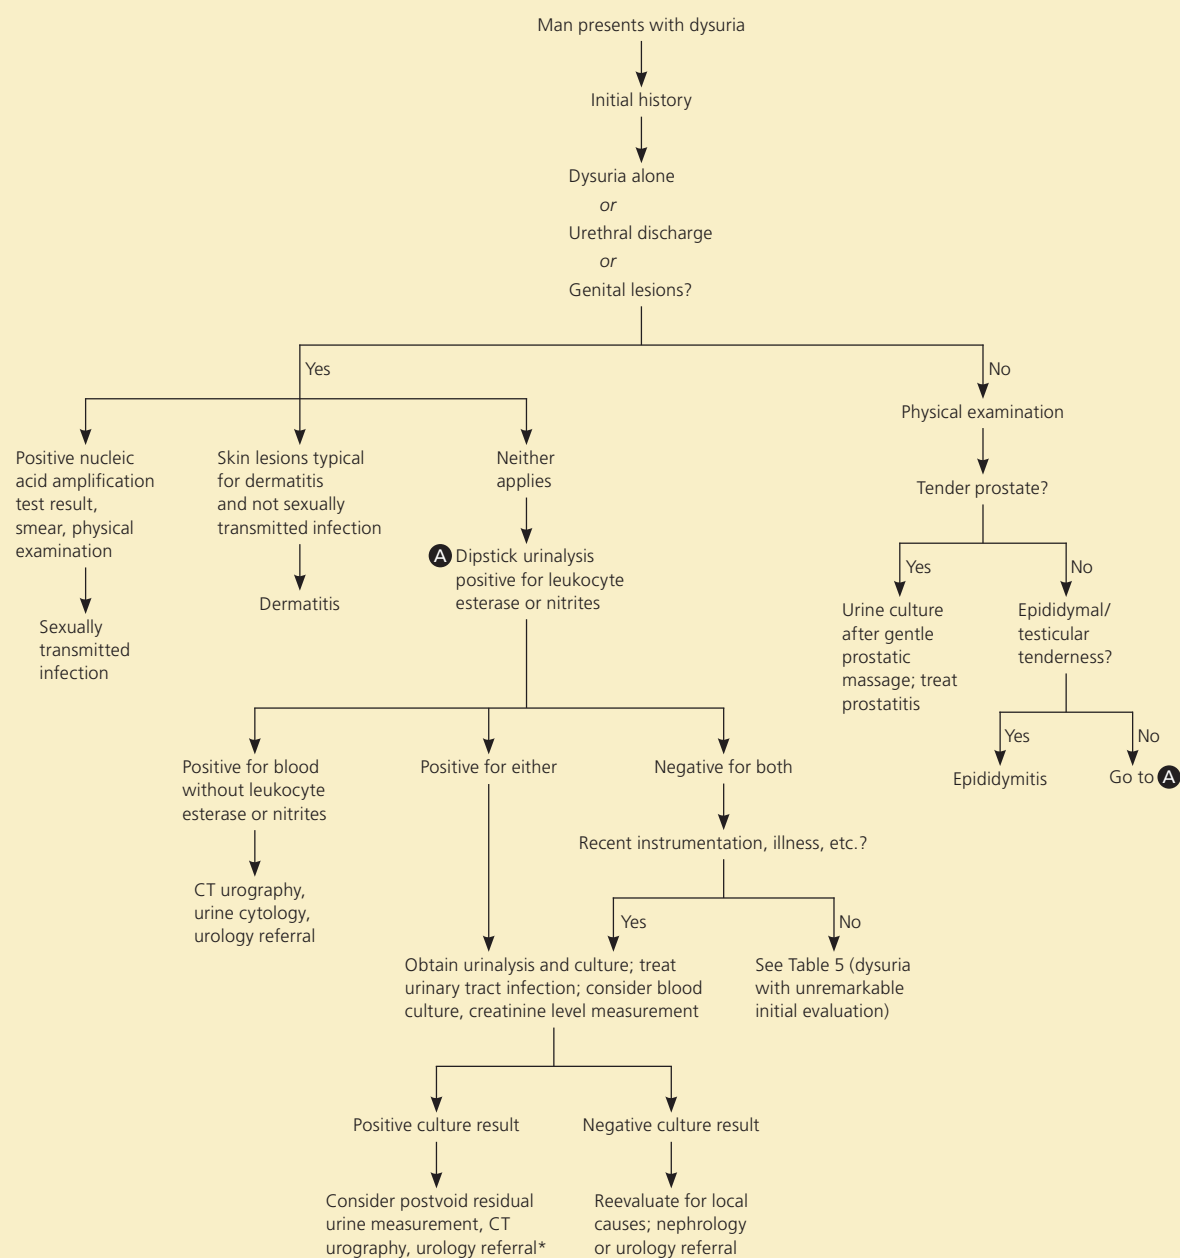 Man presents with dysuria
Initial history
Dysuria alone
or
Urethral discharge
or
Genital lesions?
Yes
No
Positive nucleic
acid amplification
test result,
smear, physical
examination
Sexually
transmitted
infection
Skin lesions typical
for dermatitis
and not sexually
transmitted infection
Dermatitis
Neither
applies
A Dipstick urinalysis
positive for leukocyte
esterase or nitrites
Physical examination
Tender prostate?
Yes
No
Urine culture
after gentle
prostatic
massage; treat
prostatitis
Epididymal/
testicular
tenderness?
Yes
No
Epididymitis
Go to A
Positive for blood
without leukocyte
esterase or nitrites
CT urography,
urine cytology,
urology referral
Positive for either
Negative for both
Recent instrumentation, illness, etc.?
Yes
No
Obtain urinalysis and culture; treat
urinary tract infection; consider blood
culture, creatinine level measurement
See Table 5 (dysuria
with unremarkable
initial evaluation)
Positive culture result
Negative culture result
Consider postvoid residual
urine measurement, CT
urography, urology referral*
Reevaluate for local
causes; nephrology
or urology referral